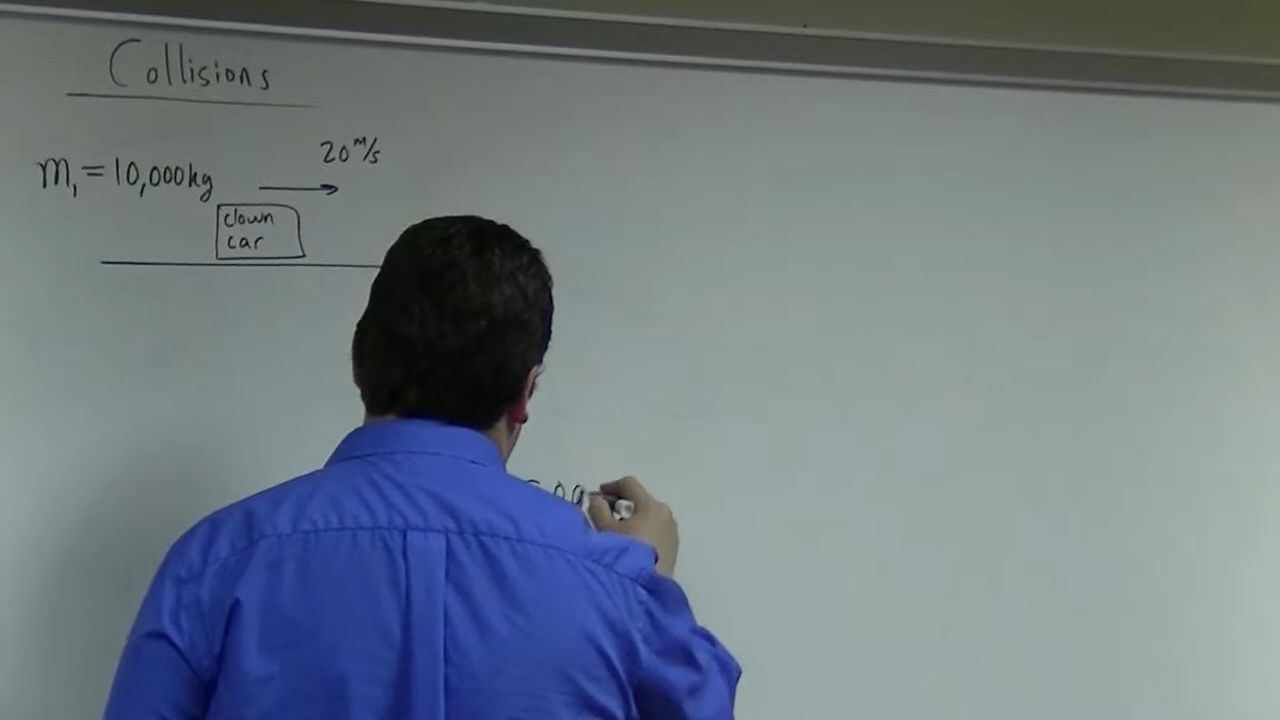 Collisions
20 m/s
m₁ = 10,000kg
clown
car